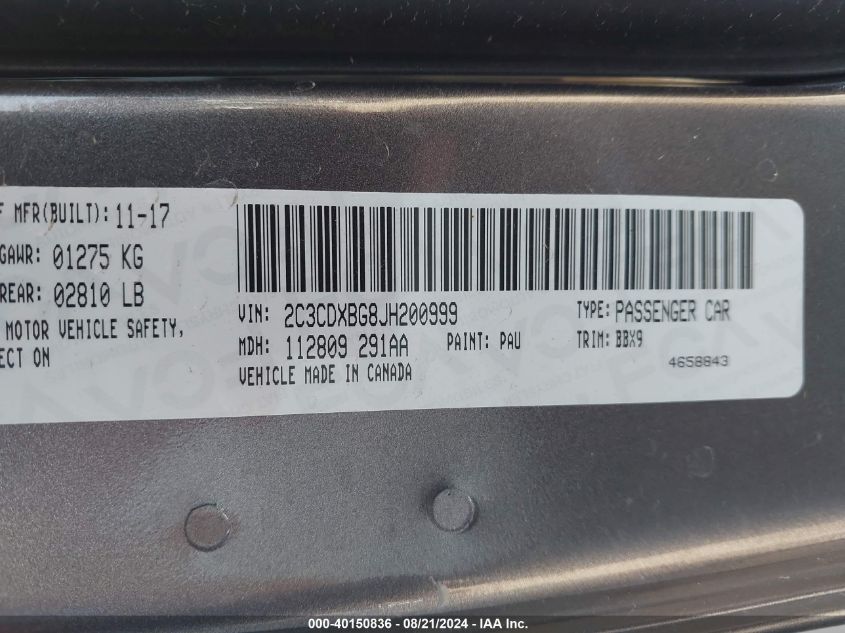 F MFR(BUILT): 11-17
GAWR: 01275 KG
REAR: 02810 LB
MOTOR VEHICLE SAFETY,
ECT ON
VIN: 2C3CDXBG8JH200999 TYPE: PASSENGER CAR
MDH: 112809 291AA PAINT: PAU TRIM: BBX9
VEHICLE MADE IN CANADA 4658843
000-40150836 - 08/21/2024 - IAA Inc.